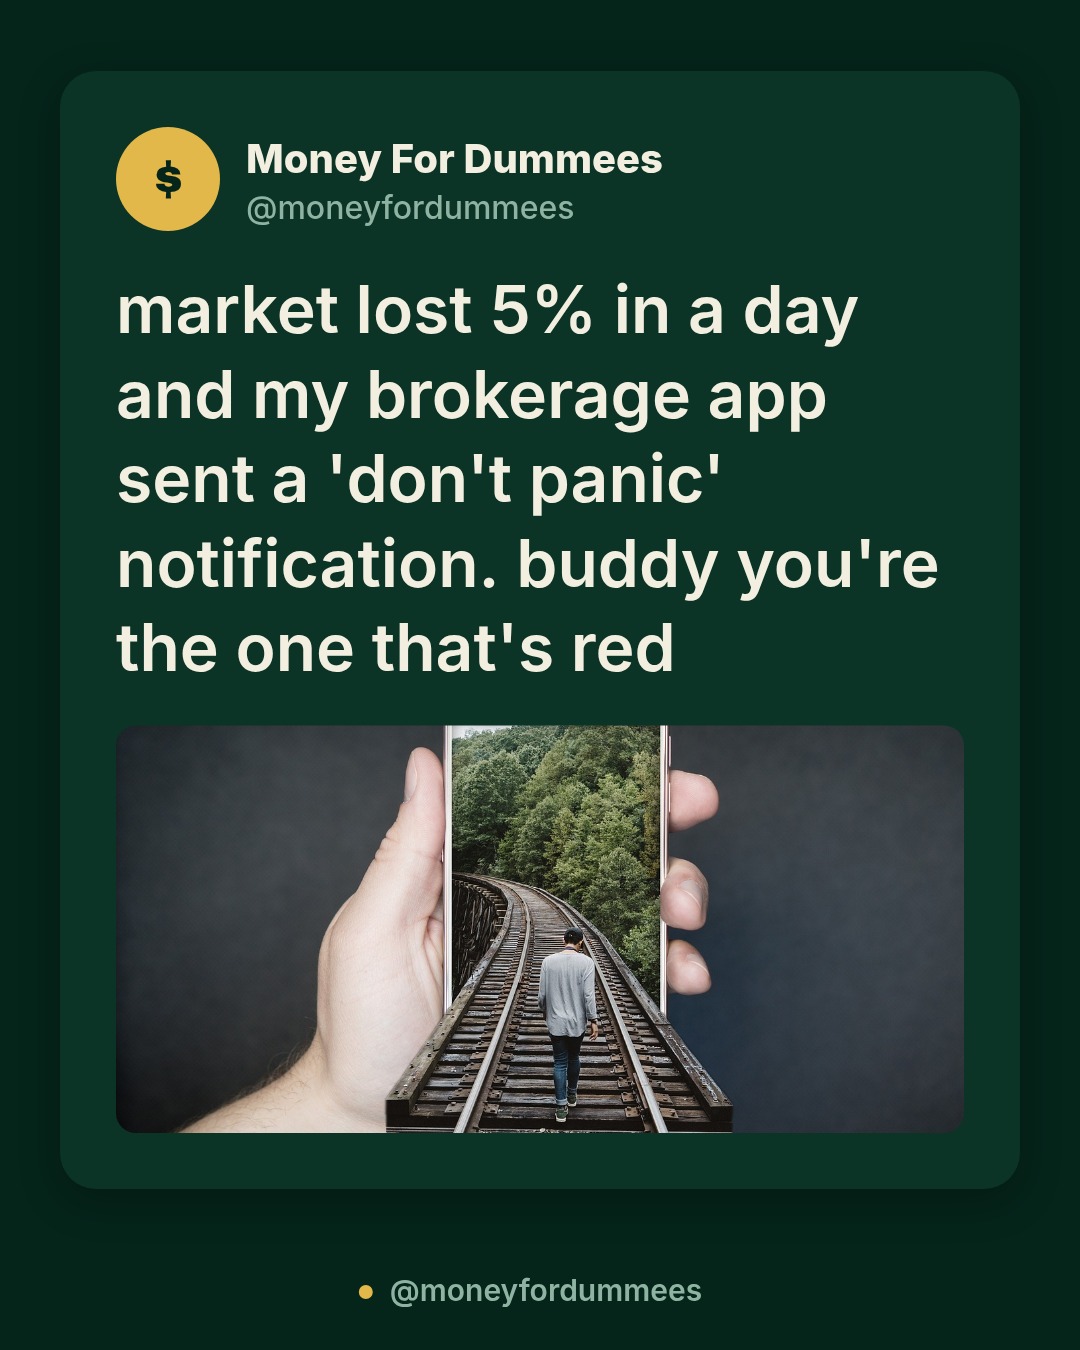 $
Money For Dummees
@moneyfordummees
market lost 5% in a day
and my brokerage app
sent a 'don't panic'
notification. buddy you're
the one that's red
@moneyfordummees